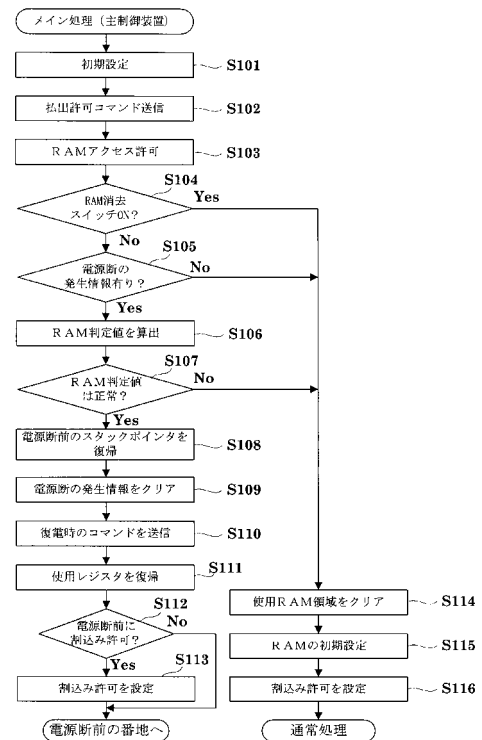 メイン処理（主制御装置）
初期設定
S101
払出許可コマンド送信
S102
RAMアクセス許可
S103
S104
RAM消去
スイッチON？
Yes
No
S105
電源断の
発生情報有り？
No
Yes
RAM判定値を算出
S106
S107
RAM判定値
は正常？
No
Yes
電源断前のスタックポインタを
復帰
S108
電源断の発生情報をクリア
S109
復電時のコマンドを送信
S110
使用レジスタを復帰
S111
S112
電源断前に
割込み許可？
No
Yes
S113
割込み許可を設定
電源断前の番地へ
使用RAM領域をクリア
S114
RAMの初期設定
S115
割込み許可を設定
S116
通常処理